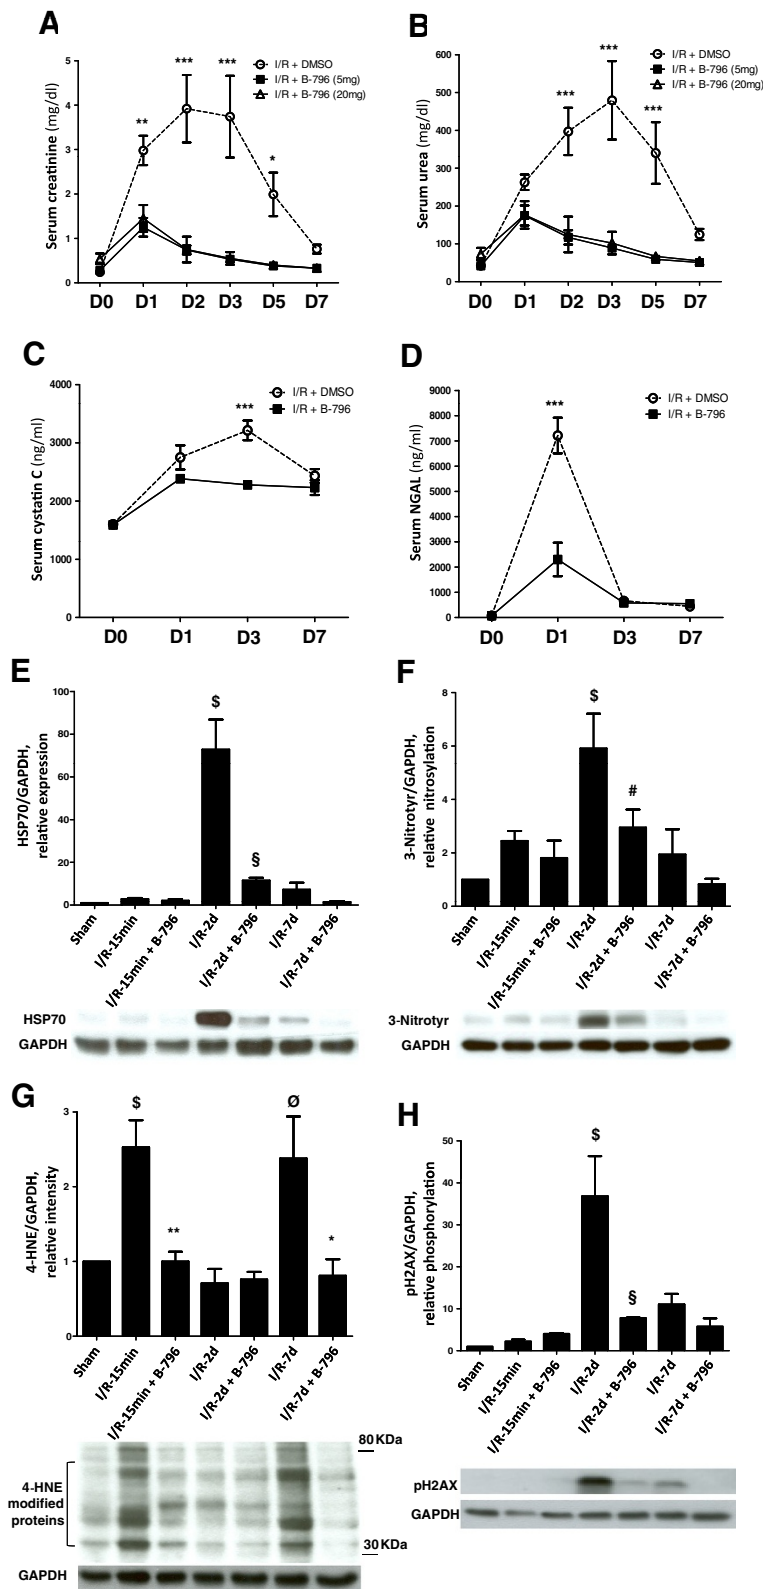 A
Serum creatinine (mg/dl)
5
4
3
2
1
0
** *** *** *
I/R + DMSO
I/R + B-796 (5mg)
I/R + B-796 (20mg)
D0 D1 D2 D3 D5 D7
B
Serum urea (mg/dl)
600
500
400
300
200
100
0
*** *** ***
I/R + DMSO
I/R + B-796 (5mg)
I/R + B-796 (20mg)
D0 D1 D2 D3 D5 D7
C
Serum cystatin C (ng/ml)
4000
3000
2000
1000
0
***
I/R + DMSO
I/R + B-796
D0 D1 D3 D7
D
Serum NGAL (ng/ml)
9000
8000
7000
6000
5000
4000
3000
2000
1000
0
***
I/R + DMSO
I/R + B-796
D0 D1 D3 D7
E
HSP70/GAPDH,
relative expression
100
80
60
40
20
0
$ §
Sham
I/R-15min
I/R-15min + B-796
I/R-2d
I/R-2d + B-796
I/R-7d
I/R-7d + B-796
HSP70
GAPDH
F
3-Nitrotyr/GAPDH,
relative nitrosylation
8
6
4
2
0
$ #
Sham
I/R-15min
I/R-15min + B-796
I/R-2d
I/R-2d + B-796
I/R-7d
I/R-7d + B-796
3-Nitrotyr
GAPDH
G
4-HNE/GAPDH,
relative intensity
3
2
1
0
$ ** Ø *
Sham
I/R-15min
I/R-15min + B-796
I/R-2d
I/R-2d + B-796
I/R-7d
I/R-7d + B-796
80KDa
4-HNE
modified
proteins
30KDa
GAPDH
H
pH2AX/GAPDH,
relative phosphorylation
50
40
30
20
10
0
$ §
Sham
I/R-15min
I/R-15min + B-796
I/R-2d
I/R-2d + B-796
I/R-7d
I/R-7d + B-796
pH2AX
GAPDH